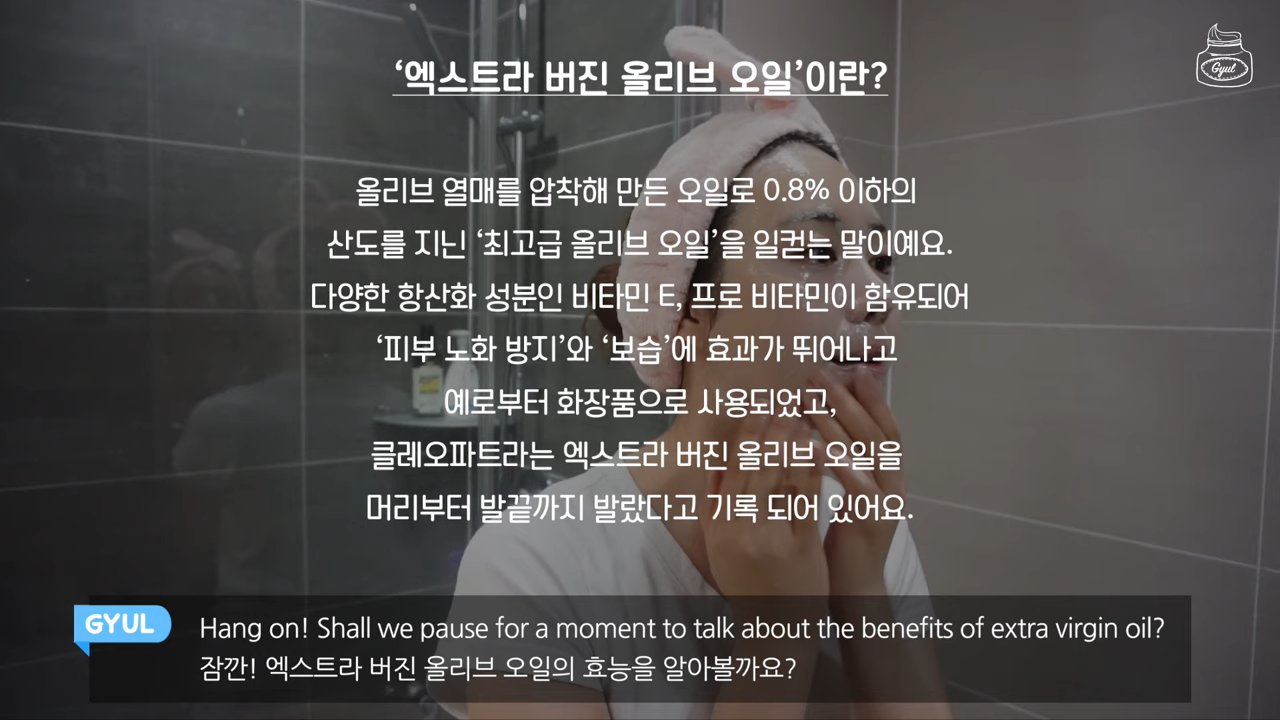 ‘엑스트라 버진 올리브 오일’이란?
Gyul
올리브 열매를 압착해 만든 오일로 0.8% 이하의
산도를 지닌 ‘최고급 올리브 오일’을 일컫는 말이예요.
다양한 항산화 성분인 비타민 E, 프로 비타민이 함유되어
‘피부 노화 방지’와 ‘보습’에 효과가 뛰어나고
예로부터 화장품으로 사용되었고,
클레오파트라는 엑스트라 버진 올리브 오일을
머리부터 발끝까지 발랐다고 기록 되어 있어요.
GYUL
Hang on! Shall we pause for a moment to talk about the benefits of extra virgin oil?
잠깐! 엑스트라 버진 올리브 오일의 효능을 알아볼까요?